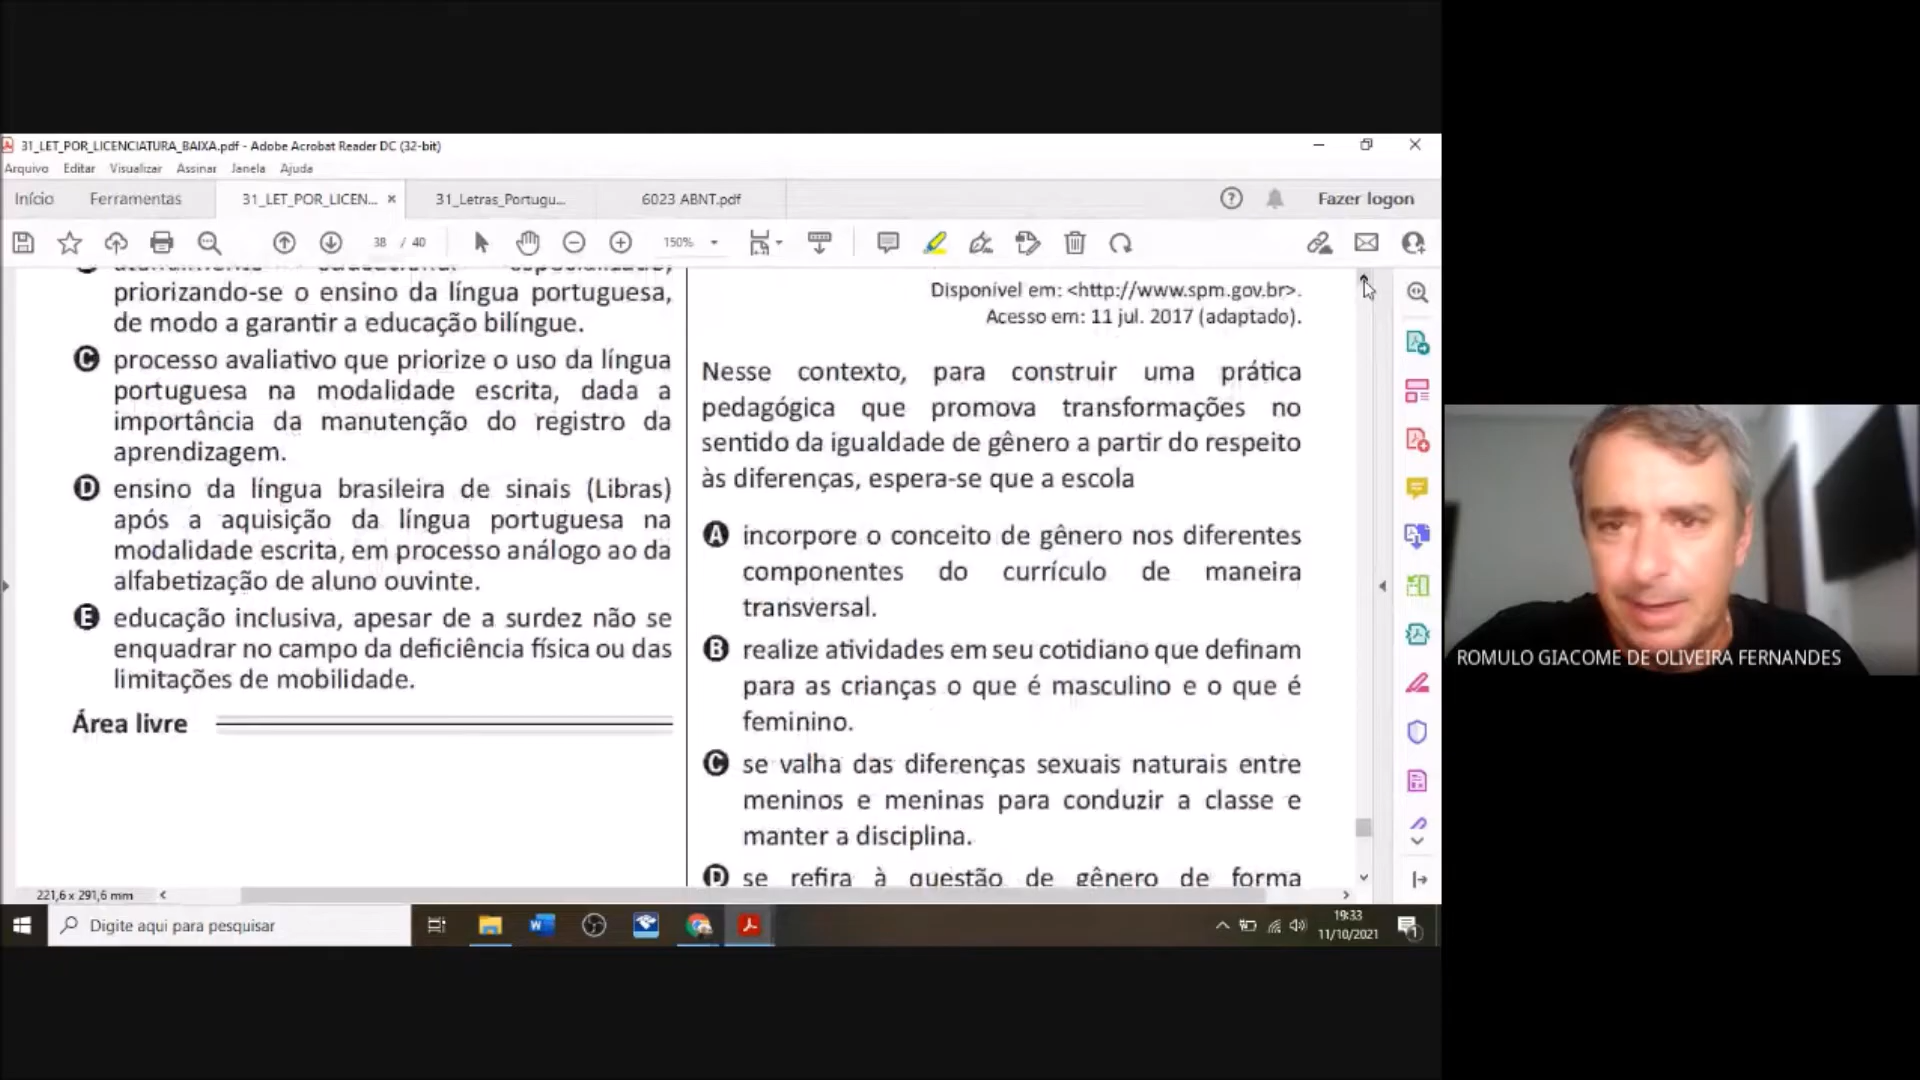 31_LET_POR_LICENCIATURA_BAIXA.pdf - Adobe Acrobat Reader DC (32-bit)
Arquivo Editar Visualizar Assinar Janela Ajuda
Início Ferramentas 31_LET_POR_LICEN... × 31_Letras_Portugu... 6023 ABNT.pdf Fazer logon
38 / 40 150%
priorizando-se o ensino da língua portuguesa,
de modo a garantir a educação bilíngue.
C processo avaliativo que priorize o uso da língua
portuguesa na modalidade escrita, dada a
importância da manutenção do registro da
aprendizagem.
D ensino da língua brasileira de sinais (Libras)
após a aquisição da língua portuguesa na
modalidade escrita, em processo análogo ao da
alfabetização de aluno ouvinte.
E educação inclusiva, apesar de a surdez não se
enquadrar no campo da deficiência física ou das
limitações de mobilidade.
Área livre
Disponível em: <http://www.spm.gov.br>.
Acesso em: 11 jul. 2017 (adaptado).
Nesse contexto, para construir uma prática
pedagógica que promova transformações no
sentido da igualdade de gênero a partir do respeito
às diferenças, espera-se que a escola
A incorpore o conceito de gênero nos diferentes
componentes do currículo de maneira
transversal.
B realize atividades em seu cotidiano que definam
para as crianças o que é masculino e o que é
feminino.
C se valha das diferenças sexuais naturais entre
meninos e meninas para conduzir a classe e
manter a disciplina.
D se refira à questão de gênero de forma
221,6 x 291,6 mm
Digite aqui para pesquisar
19:33
11/10/2021
1
ROMULO GIACOME DE OLIVEIRA FERNANDES